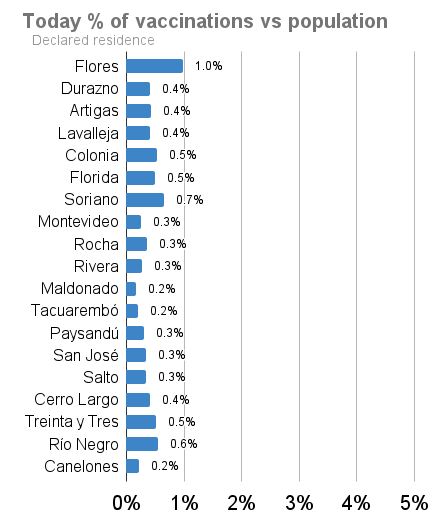 Today % of vaccinations vs population
Declared residence
Flores 1.0%
Durazno 0.4%
Artigas 0.4%
Lavalleja 0.4%
Colonia 0.5%
Florida 0.5%
Soriano 0.7%
Montevideo 0.3%
Rocha 0.3%
Rivera 0.3%
Maldonado 0.2%
Tacuarembó 0.2%
Paysandú 0.3%
San José 0.3%
Salto 0.3%
Cerro Largo 0.4%
Treinta y Tres 0.5%
Río Negro 0.6%
Canelones 0.2%
0% 1% 2% 3% 4% 5%